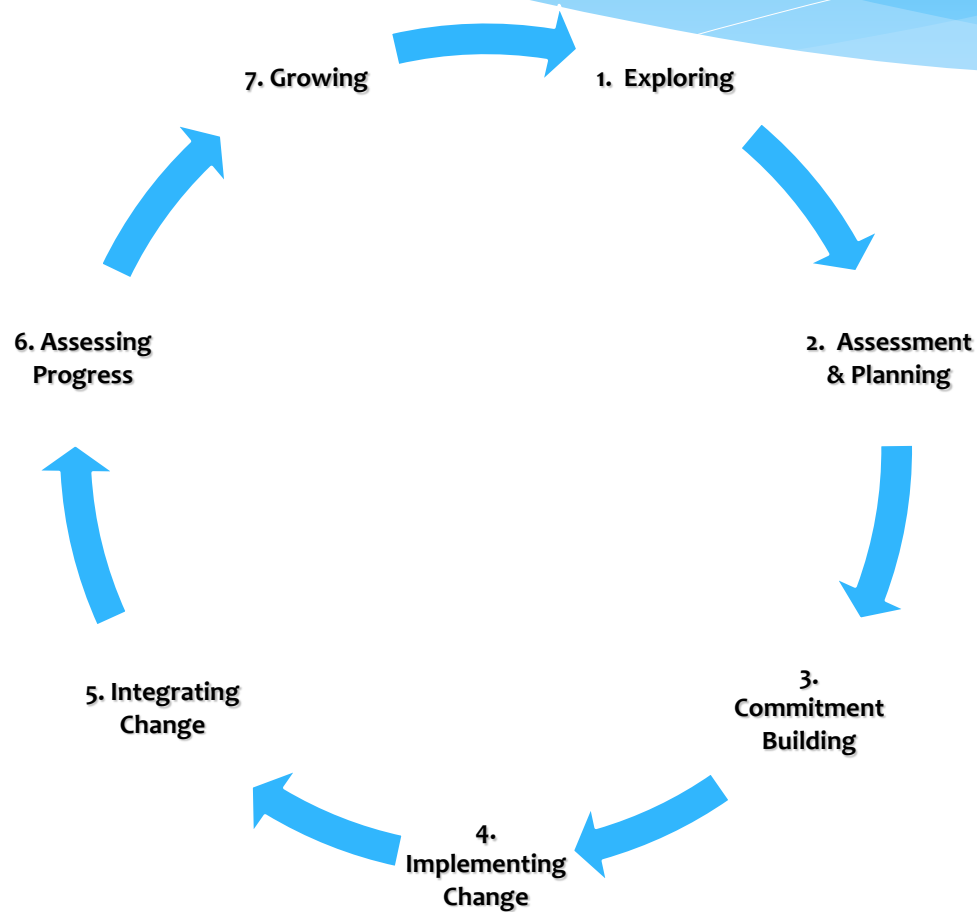 1. Exploring
2. Assessment
& Planning
3.
Commitment
Building
4.
Implementing
Change
5. Integrating
Change
6. Assessing
Progress
7. Growing